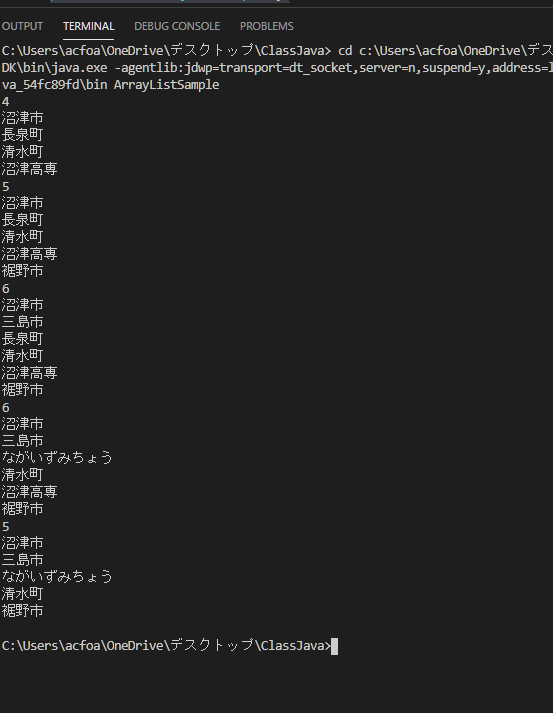 OUTPUT TERMINAL DEBUG CONSOLE PROBLEMS
C:\Users\acfoa\OneDrive\デスクトップ\ClassJava> cd c:\Users\acfoa\OneDrive\デス
DK\bin\java.exe -agentlib:jdwp=transport=dt_socket,server=n,suspend=y,address=l
va_54fc89fd\bin ArrayListSample
4
沼津市
長泉町
清水町
沼津高専
5
沼津市
長泉町
清水町
沼津高専
裾野市
6
沼津市
三島市
長泉町
清水町
沼津高専
裾野市
6
沼津市
三島市
ながいずみちょう
清水町
沼津高専
裾野市
5
沼津市
三島市
ながいずみちょう
清水町
裾野市
C:\Users\acfoa\OneDrive\デスクトップ\ClassJava>